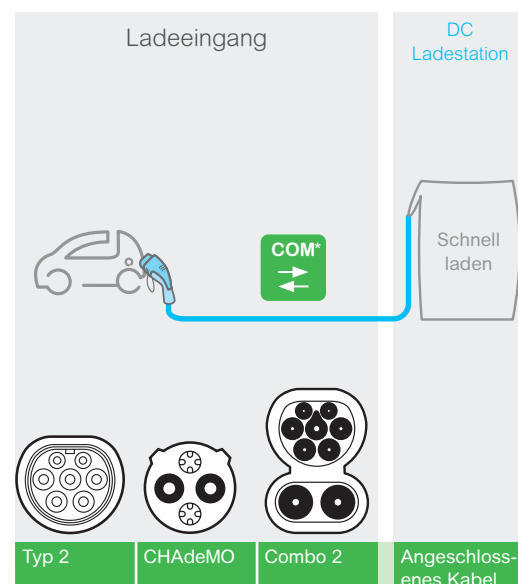 Ladeeingang
DC
Ladestation
COM*
Schnell
laden
Typ 2
CHAdeMO
Combo 2
Angeschloss-
enes Kabel